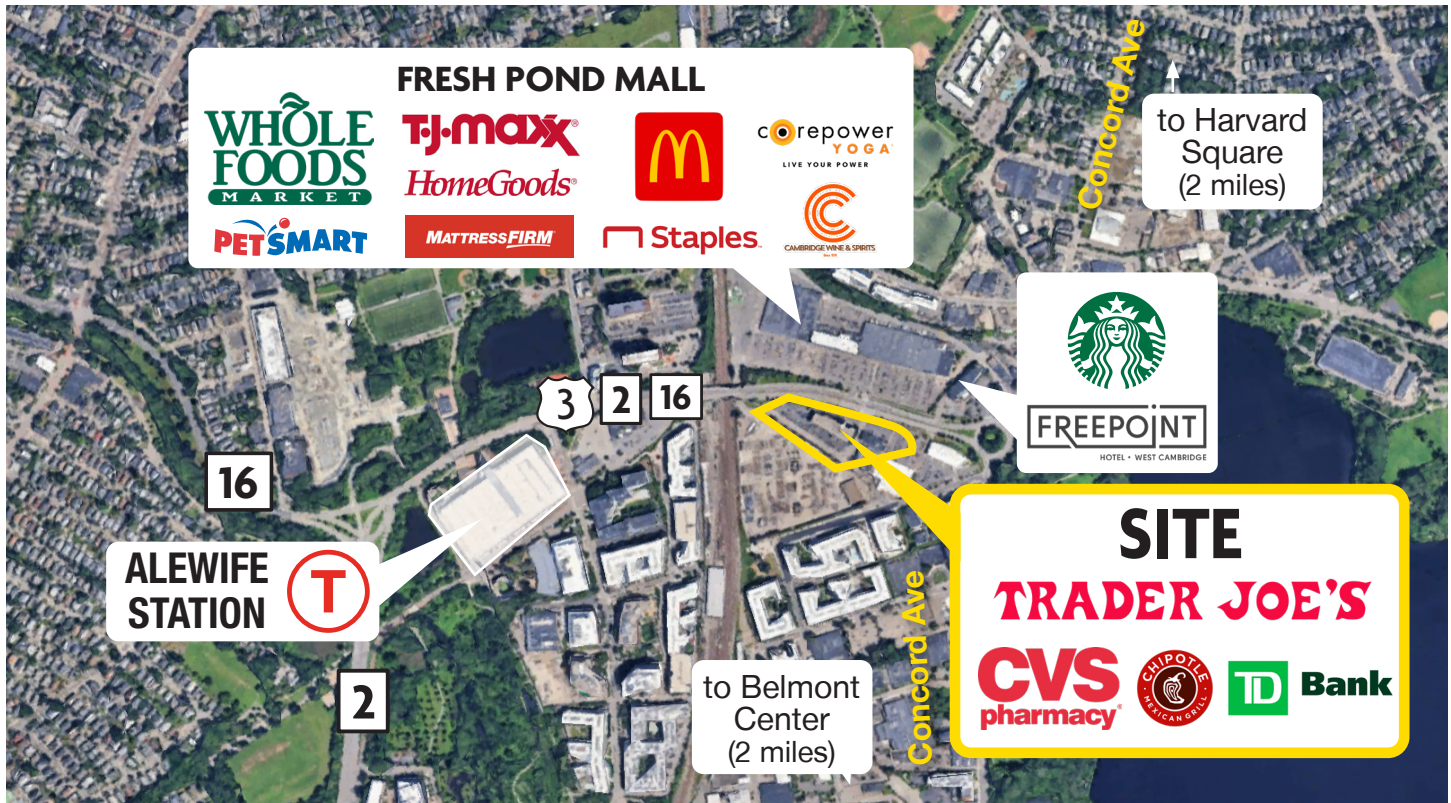 FRESH POND MALL
WHOLE
FOODS
MARKET
T·J·maxx®
HomeGoods®
PETSMART
MATTRESSFIRM
Staples
corepower
YOGA
LIVE YOUR POWER
CAMBRIDGE WINE & SPIRITS
Concord Ave
to Harvard
Square
(2 miles)
FREEPOINT
HOTEL • WEST CAMBRIDGE
3
2
16
16
ALEWIFE
STATION
T
2
to Belmont
Center
(2 miles)
Concord Ave
SITE
TRADER JOE'S
CVS
pharmacy®
CHIPOTLE
MEXICAN GRILL
TD Bank